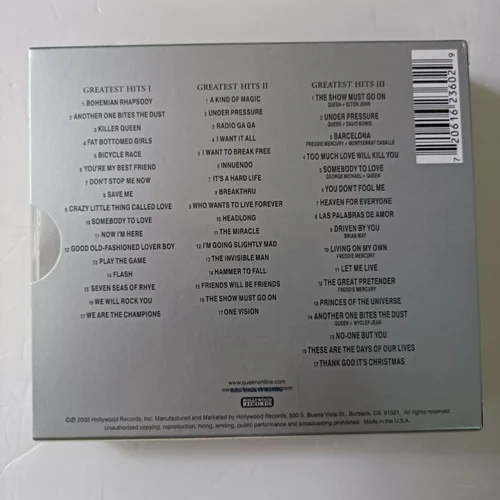 GREATEST HITS I
1 BOHEMIAN RHAPSODY
2 ANOTHER ONE BITES THE DUST
3 KILLER QUEEN
4 FAT BOTTOMED GIRLS
5 BICYCLE RACE
6 YOU'RE MY BEST FRIEND
7 DON'T STOP ME NOW
8 SAVE ME
9 CRAZY LITTLE THING CALLED LOVE
10 SOMEBODY TO LOVE
11 NOW I'M HERE
12 GOOD OLD-FASHIONED LOVER BOY
13 PLAY THE GAME
14 FLASH
15 SEVEN SEAS OF RHYE
16 WE WILL ROCK YOU
17 WE ARE THE CHAMPIONS
GREATEST HITS II
1 A KIND OF MAGIC
2 UNDER PRESSURE
3 RADIO GA GA
4 I WANT IT ALL
5 I WANT TO BREAK FREE
6 INNUENDO
7 IT'S A HARD LIFE
8 BREAKTHRU
9 WHO WANTS TO LIVE FOREVER
10 HEADLONG
11 THE MIRACLE
12 I'M GOING SLIGHTLY MAD
13 THE INVISIBLE MAN
14 HAMMER TO FALL
15 FRIENDS WILL BE FRIENDS
16 THE SHOW MUST GO ON
17 ONE VISION
GREATEST HITS III
1 THE SHOW MUST GO ON
QUEEN + ELTON JOHN
2 UNDER PRESSURE
QUEEN + DAVID BOWIE
3 BARCELONA
FREDDIE MERCURY + MONTSERRAT CABALLÉ
4 TOO MUCH LOVE WILL KILL YOU
5 SOMEBODY TO LOVE
GEORGE MICHAEL + QUEEN
6 YOU DON'T FOOL ME
7 HEAVEN FOR EVERYONE
8 LAS PALABRAS DE AMOR
9 DRIVEN BY YOU
BRIAN MAY
10 LIVING ON MY OWN
FREDDIE MERCURY
11 LET ME LIVE
12 THE GREAT PRETENDER
FREDDIE MERCURY
13 PRINCES OF THE UNIVERSE
14 ANOTHER ONE BITES THE DUST
QUEEN + WYCLEF JEAN
15 NO-ONE BUT YOU
16 THESE ARE THE DAYS OF OUR LIVES
17 THANK GOD IT'S CHRISTMAS
7 20616 23602 9
www.queenonline.com
HOLLYWOOD
RECORDS
©℗ 2002 Hollywood Records, Inc. Manufactured and Marketed by Hollywood Records, 500 S. Buena Vista St., Burbank, CA 91521. All rights reserved.
Unauthorized copying, reproduction, hiring, lending, public performance and broadcasting prohibited. Made in the U.S.A.